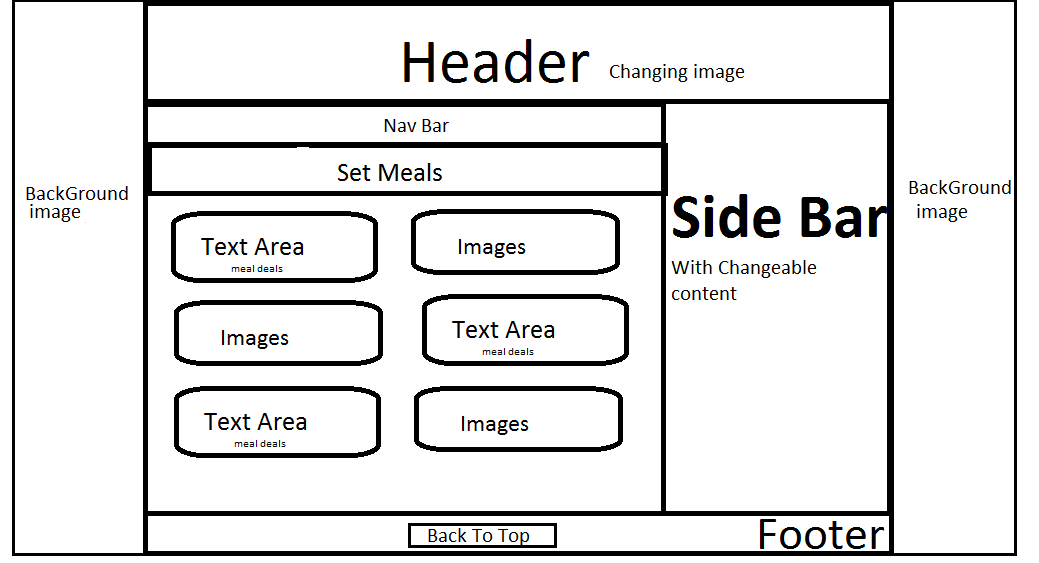 Header
Changing image
Nav Bar
Set Meals
BackGround
image
Text Area
meal deals
Images
Images
Text Area
meal deals
Text Area
meal deals
Images
Side Bar
With Changeable
content
BackGround
image
Back To Top
Footer